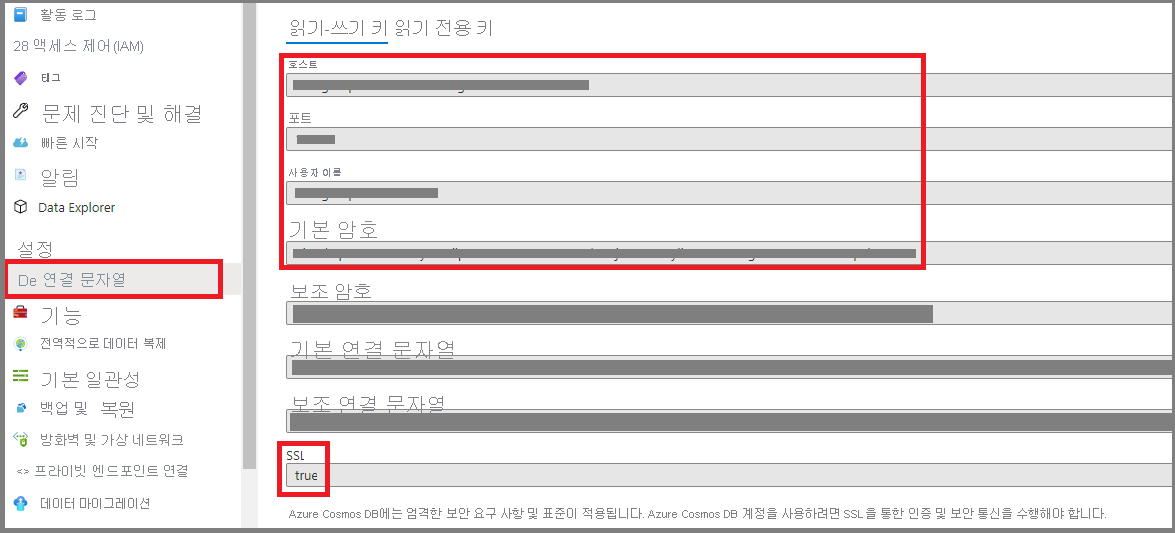 활동 로그
28 액세스 제어(IAM)
태그
문제 진단 및 해결
빠른 시작
알림
Data Explorer
설정
De 연결 문자열
기능
전역적으로 데이터 복제
기본 일관성
백업 및 복원
방화벽 및 가상 네트워크
<> 프라이빗 엔드포인트 연결
데이터 마이그레이션
읽기-쓰기 키 읽기 전용 키
호스트
포트
사용자 이름
기본 암호
보조 암호
기본 연결 문자열
보조 연결 문자열
SSL
true
Azure Cosmos DB에는 엄격한 보안 요구 사항 및 표준이 적용됩니다. Azure Cosmos DB 계정을 사용하려면 SSL을 통한 인증 및 보안 통신을 수행해야 합니다.